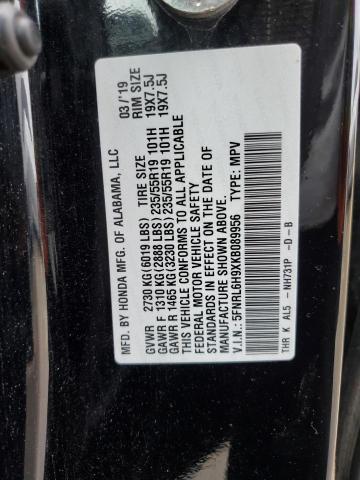 MFD. BY HONDA MFG. OF ALABAMA, LLC 03/'19
GVWR 2730 KG(6019 LBS) TIRE SIZE RIM SIZE
GAWR F 1310 KG(2888 LBS) 235/55R19 101H 19X7.5J
GAWR R 1465 KG(3230 LBS) 235/55R19 101H 19X7.5J
THIS VEHICLE CONFORMS TO ALL APPLICABLE
FEDERAL MOTOR VEHICLE SAFETY
STANDARDS IN EFFECT ON THE DATE OF
MANUFACTURE SHOWN ABOVE.
V.I.N.: 5FNRL6H9XKB089956 TYPE: MPV
THR K AL5 -NH731P -D-B